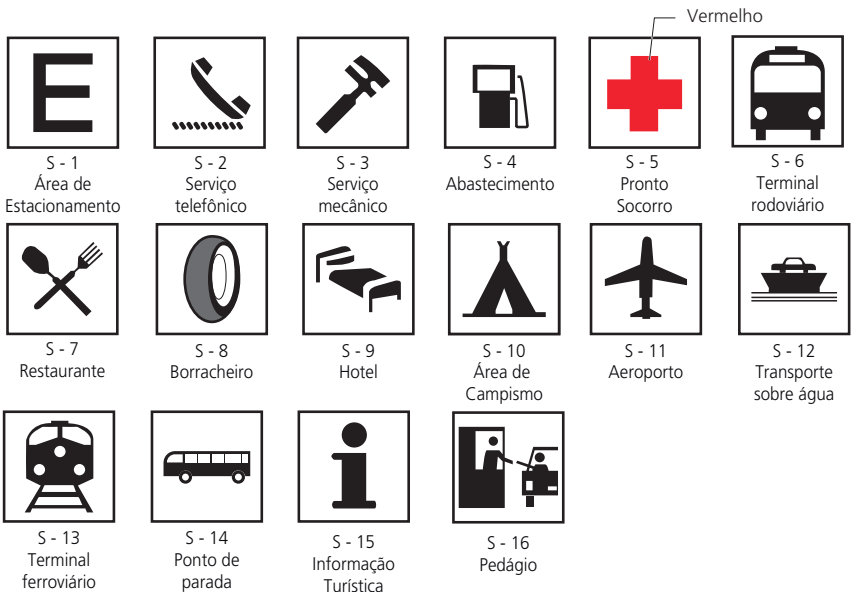 Vermelho
E
S - 1
Área de
Estacionamento
S - 2
Serviço
telefônico
S - 3
Serviço
mecânico
S - 4
Abastecimento
S - 5
Pronto
Socorro
S - 6
Terminal
rodoviário
S - 7
Restaurante
S - 8
Borracheiro
S - 9
Hotel
S - 10
Área de
Campismo
S - 11
Aeroporto
S - 12
Transporte
sobre água
S - 13
Terminal
ferroviário
S - 14
Ponto de
parada
i
S - 15
Informação
Turística
S - 16
Pedágio